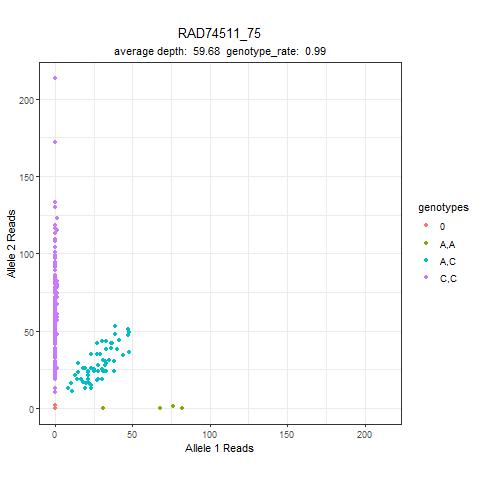 RAD74511_75
average depth: 59.68 genotype_rate: 0.99
Allele 2 Reads
200
150
100
50
0
0 50 100 150 200
Allele 1 Reads
genotypes
0
A,A
A,C
C,C